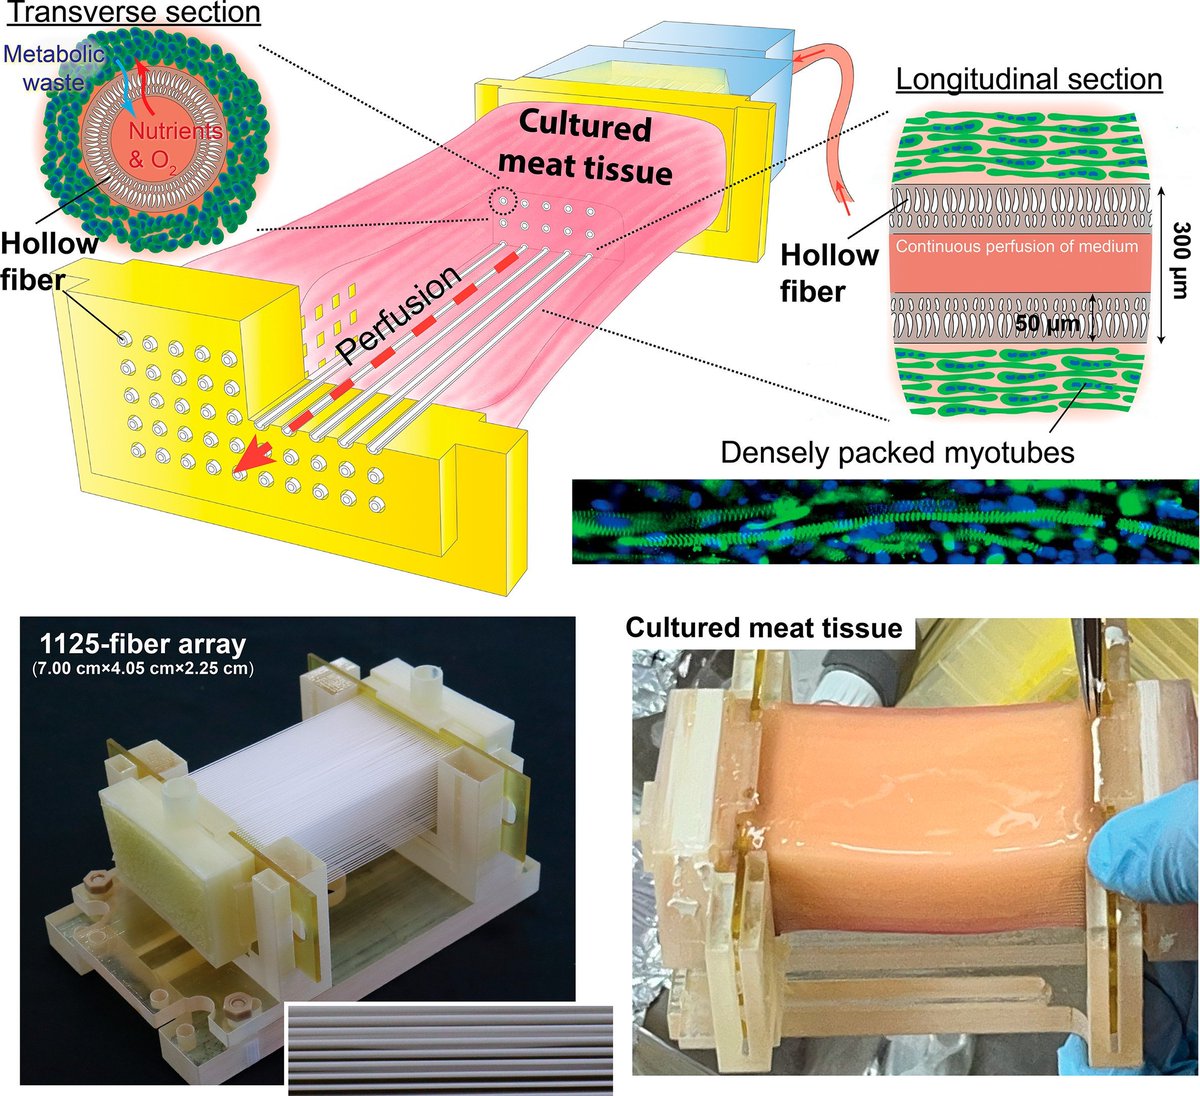 Transverse section
Metabolic
waste
Nutrients
& O2
Hollow
fiber
Cultured
meat tissue
Perfusion
Longitudinal section
Hollow
fiber
Continuous perfusion of medium
50 µm
300 µm
Densely packed myotubes
1125-fiber array
(7.00 cm×4.05 cm×2.25 cm)
Cultured meat tissue